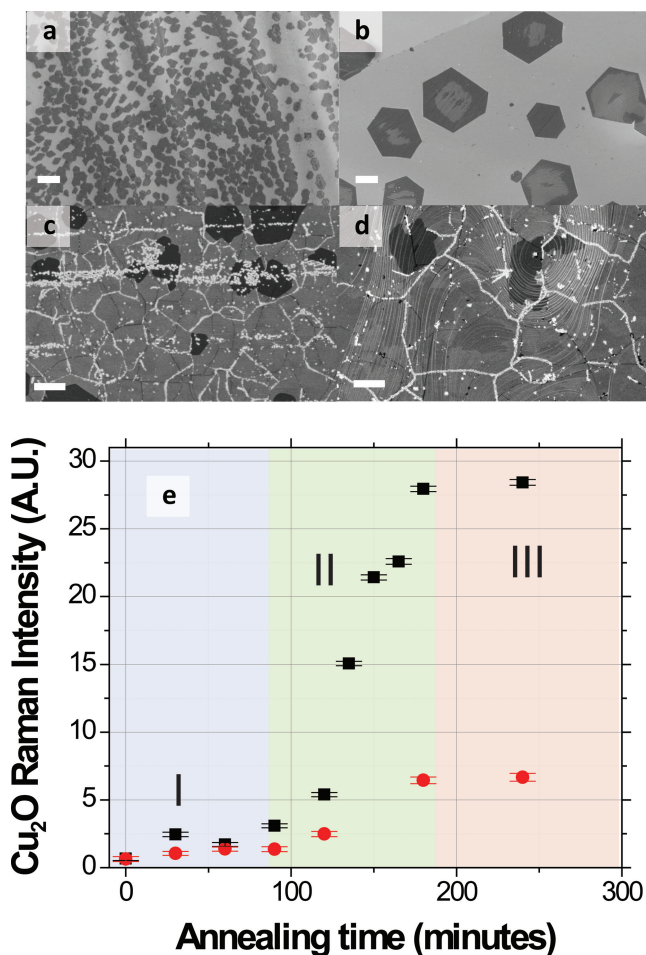 a
b
c
d
e
Cu₂O Raman Intensity (A.U.)
30
25
20
15
10
5
0
I
II
III
0
100
200
300
Annealing time (minutes)